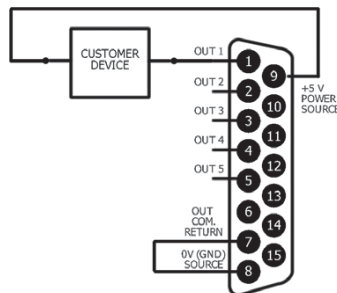 CUSTOMER
DEVICE
OUT 1
OUT 2
OUT 3
OUT 4
OUT 5
OUT
COM.
RETURN
0V (GND)
SOURCE
1
2
3
4
5
6
7
8
9
10
11
12
13
14
15
+5 V
POWER
SOURCE